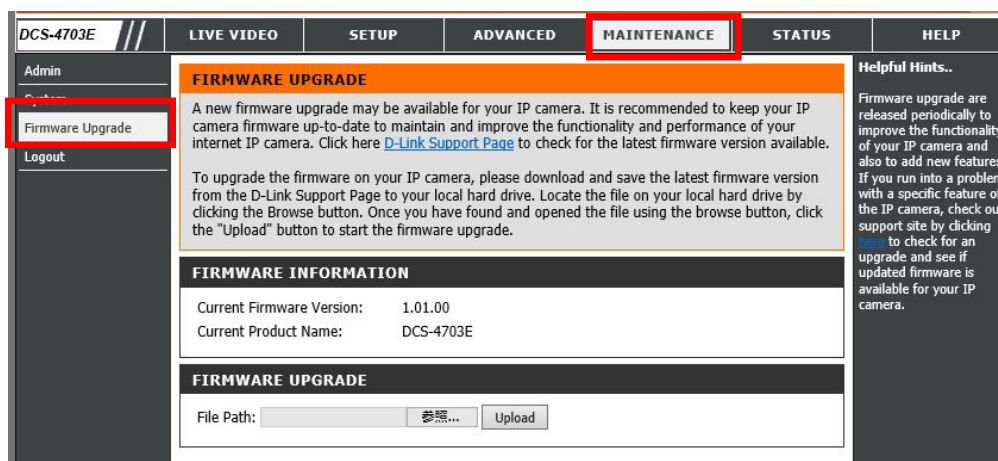 DCS-4703E
LIVE VIDEO
SETUP
ADVANCED
MAINTENANCE
STATUS
HELP
Admin
System
Firmware Upgrade
Logout
FIRMWARE UPGRADE
A new firmware upgrade may be available for your IP camera. It is recommended to keep your IP
camera firmware up-to-date to maintain and improve the functionality and performance of your
internet IP camera. Click here D-Link Support Page to check for the latest firmware version available.
To upgrade the firmware on your IP camera, please download and save the latest firmware version
from the D-Link Support Page to your local hard drive. Locate the file on your local hard drive by
clicking the Browse button. Once you have found and opened the file using the browse button, click
the "Upload" button to start the firmware upgrade.
FIRMWARE INFORMATION
Current Firmware Version: 1.01.00
Current Product Name: DCS-4703E
FIRMWARE UPGRADE
File Path: 参照... Upload
Helpful Hints..
Firmware upgrade are
released periodically to
improve the functionality
of your IP camera and
also to add new features
If you run into a problem
with a specific feature of
the IP camera, check ou
support site by clicking
here to check for an
upgrade and see if
updated firmware is
available for your IP
camera.